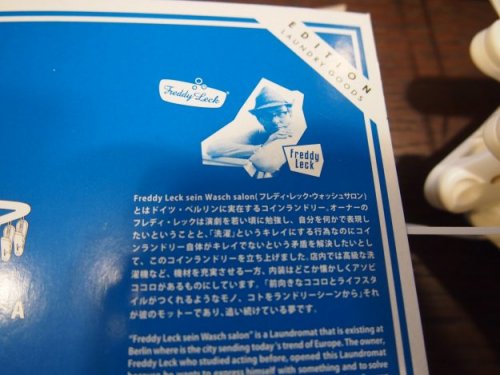 EDITION
LAUNDRY GOODS
Freddy Leck
freddy
LECK
A
Freddy Leck sein Wasch salon(フレディ・レック・ウォッシュサロン)
とはドイツ・ベルリンに実在するコインランドリー。オーナーの
フレディ・レックは演劇を若い頃に勉強し、自分を何かで表現し
たいということと、「洗濯」というキレイにする行為なのにコイ
ンランドリー自体がキレイでないという矛盾を解決したいとし
て、このコインランドリーを立ち上げました。店内では高級な洗
濯機など、機材を充実させる一方、内装はどこか懐かしくアソビ
ココロがあるものにしています。「前向きなココロとライフス
タイルがつくれるようなモノ、コトモランドリーシーンから」それ
が彼のモットーであり、追い続けている夢です。
"Freddy Leck sein Wasch salon" is a Laundromat that is existing at
Berlin where is the city sending today's trend of Europe. The owner,
Freddy Leck who studied acting before, opened this Laundromat
because he wants to express himself with something and to solve